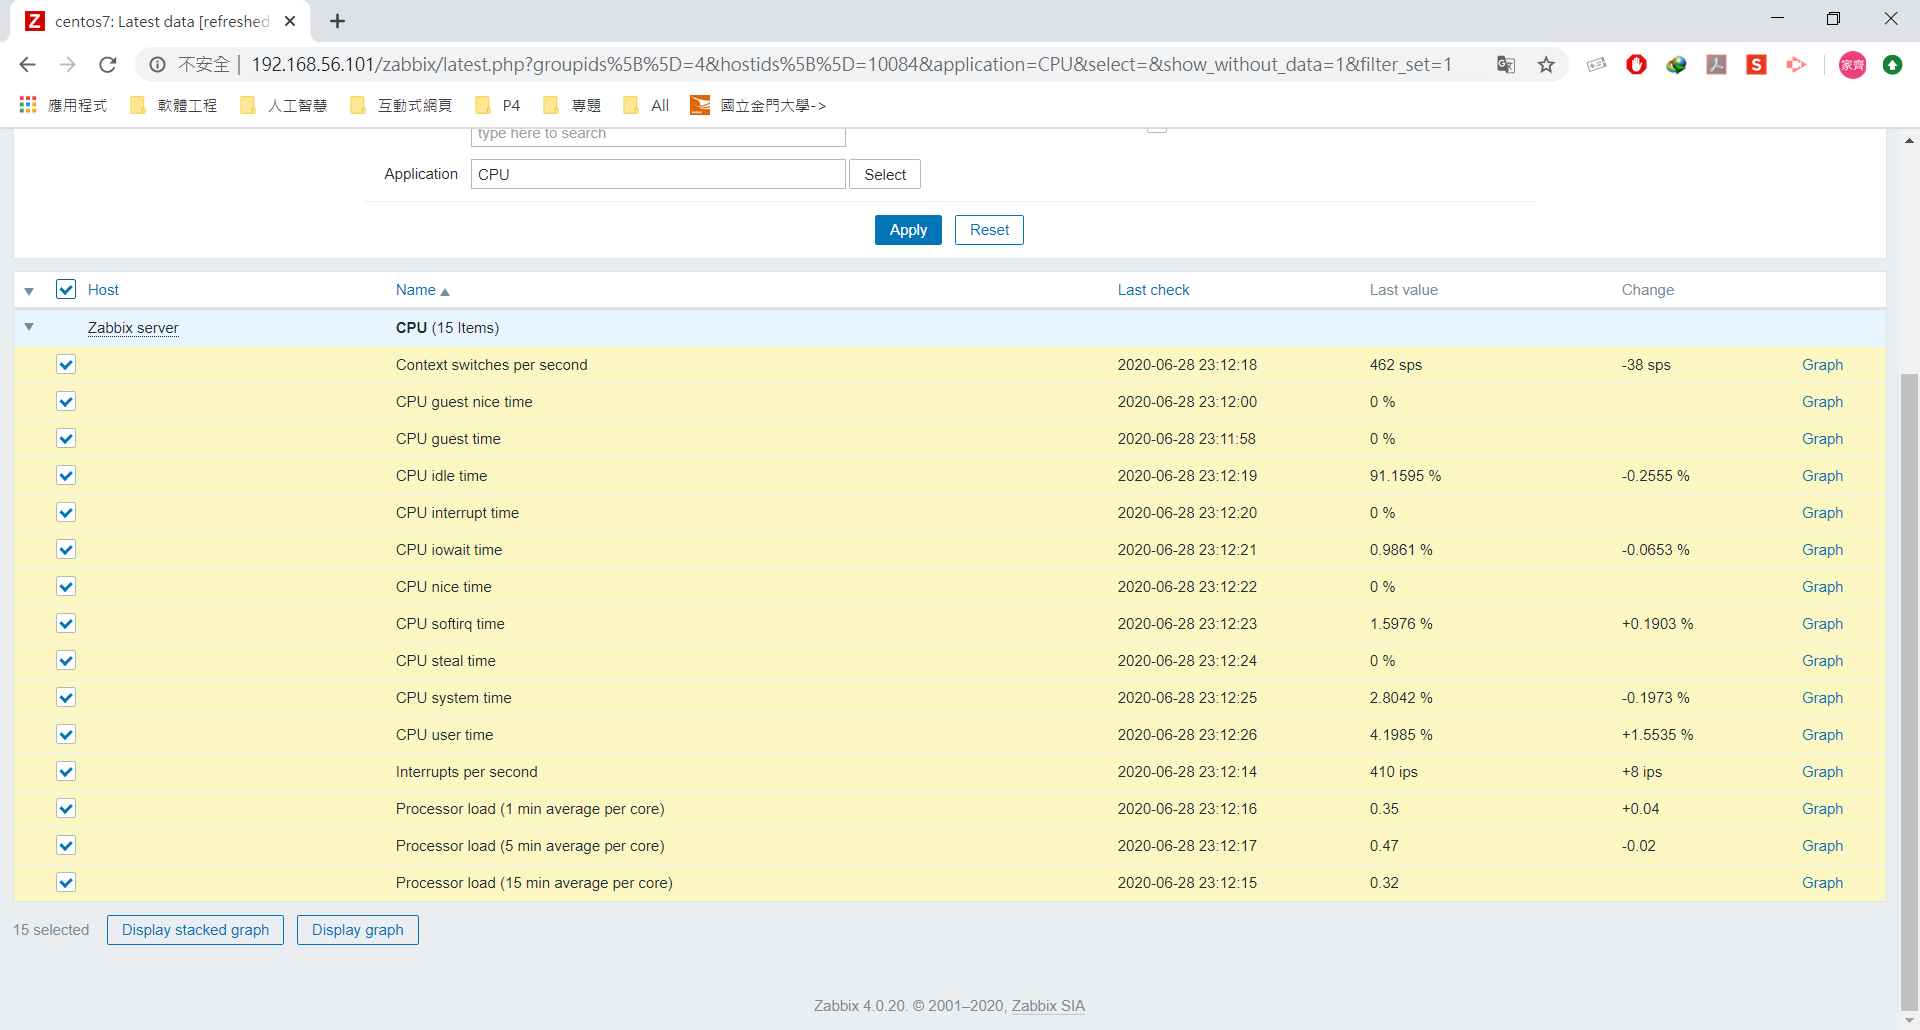 centos7: Latest data [refreshed
不安全 | 192.168.56.101/zabbix/latest.php?groupids%5B%5D=4&hostids%5B%5D=10084&application=CPU&select=&show_without_data=1&filter_set=1
家齊
應用程式 軟體工程 人工智慧 互動式網頁 P4 專題 All 國立金門大學->
type here to search
Application CPU Select
Apply Reset
Host Name Last check Last value Change
Zabbix server CPU (15 Items)
Context switches per second 2020-06-28 23:12:18 462 sps -38 sps Graph
CPU guest nice time 2020-06-28 23:12:00 0 % Graph
CPU guest time 2020-06-28 23:11:58 0 % Graph
CPU idle time 2020-06-28 23:12:19 91.1595 % -0.2555 % Graph
CPU interrupt time 2020-06-28 23:12:20 0 % Graph
CPU iowait time 2020-06-28 23:12:21 0.9861 % -0.0653 % Graph
CPU nice time 2020-06-28 23:12:22 0 % Graph
CPU softirq time 2020-06-28 23:12:23 1.5976 % +0.1903 % Graph
CPU steal time 2020-06-28 23:12:24 0 % Graph
CPU system time 2020-06-28 23:12:25 2.8042 % -0.1973 % Graph
CPU user time 2020-06-28 23:12:26 4.1985 % +1.5535 % Graph
Interrupts per second 2020-06-28 23:12:14 410 ips +8 ips Graph
Processor load (1 min average per core) 2020-06-28 23:12:16 0.35 +0.04 Graph
Processor load (5 min average per core) 2020-06-28 23:12:17 0.47 -0.02 Graph
Processor load (15 min average per core) 2020-06-28 23:12:15 0.32 Graph
15 selected Display stacked graph Display graph
Zabbix 4.0.20. © 2001–2020, Zabbix SIA